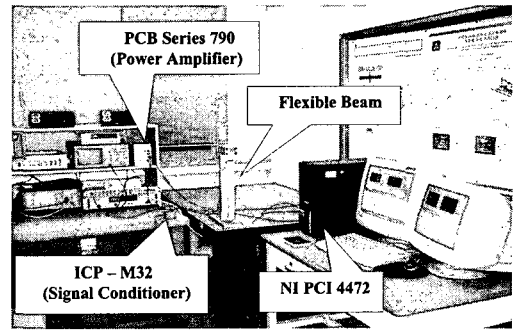 PCB Series 790
(Power Amplifier)
Flexible Beam
ICP – M32
(Signal Conditioner)
NI PCI 4472